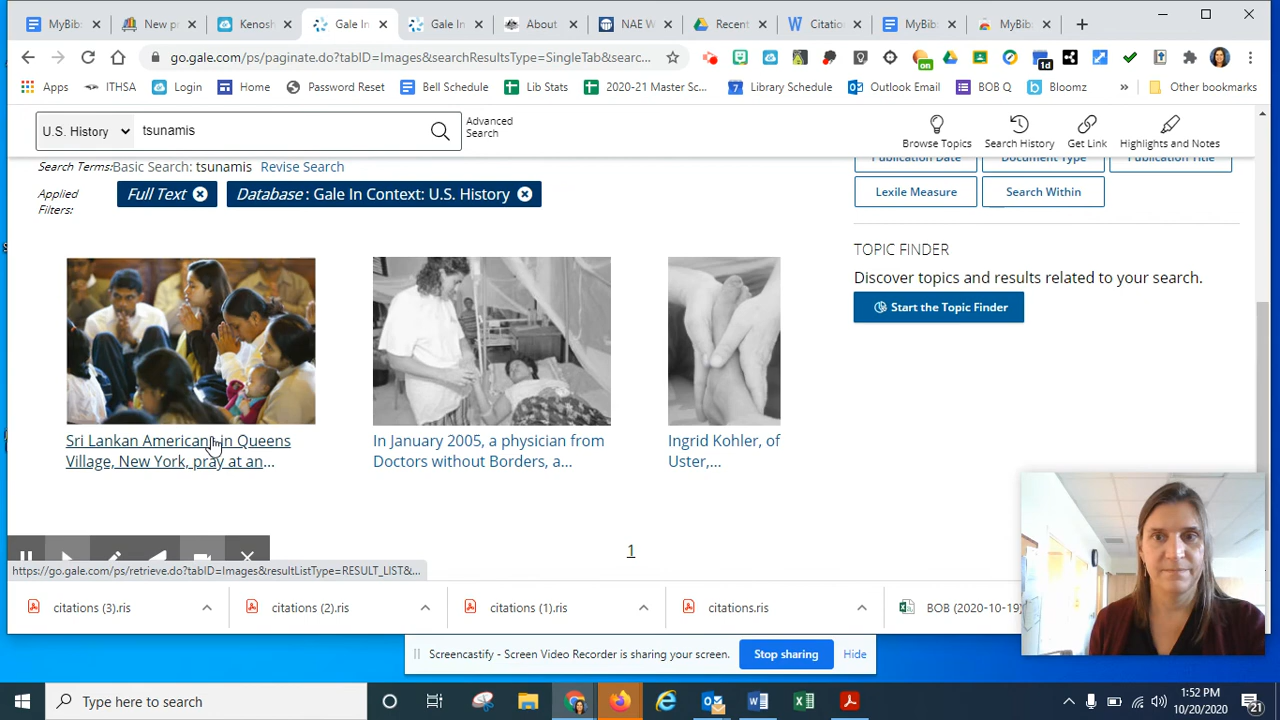 MyBib
New p
Kenosh
Gale In
Gale In
About
NAE W
Recent
Citatio
MyBib
MyBib
go.gale.com/ps/paginate.do?tabID=Images&searchResultsType=SingleTab&searc...
on
1d
Apps
ITHSA
Login
Home
Password Reset
Bell Schedule
Lib Stats
2020-21 Master Sc...
Library Schedule
Outlook Email
BOB Q
Bloomz
»
Other bookmarks
U.S. History
tsunamis
Advanced
Search
Browse Topics
Search History
Get Link
Highlights and Notes
Search Terms:Basic Search: tsunamis Revise Search
Applied
Filters:
Full Text
Database : Gale In Context: U.S. History
Publication Date
Document Type
Publication Title
Lexile Measure
Search Within
TOPIC FINDER
Discover topics and results related to your search.
Start the Topic Finder
Sri Lankan Americans in Queens
Village, New York, pray at an...
In January 2005, a physician from
Doctors without Borders, a...
Ingrid Kohler, of
Uster,...
1
https://go.gale.com/ps/retrieve.do?tabID=Images&resultListType=RESULT_LIST&...
citations (3).ris
citations (2).ris
citations (1).ris
citations.ris
BOB (2020-10-19)
Screencastify - Screen Video Recorder is sharing your screen.
Stop sharing
Hide
Type here to search
1:52 PM
10/20/2020
21